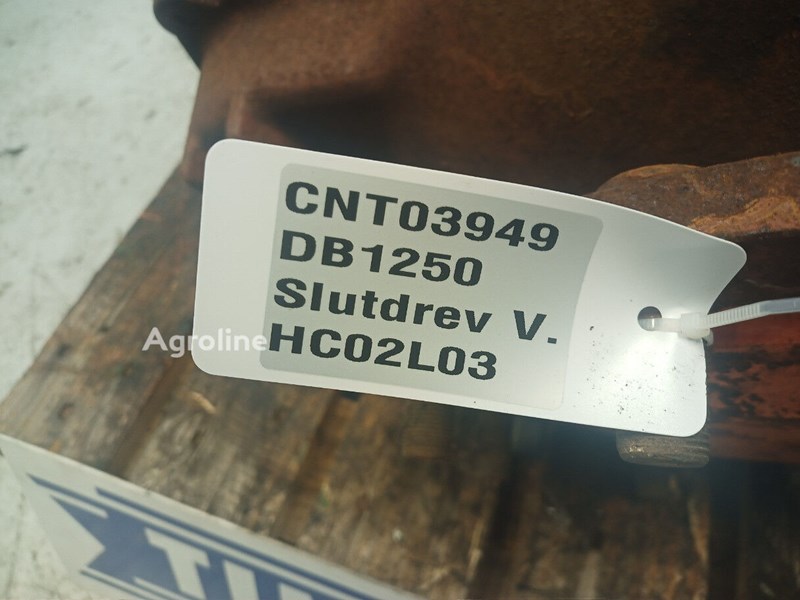 CNT03949
DB1250
Slutdrev V.
HC02L03
Agroline